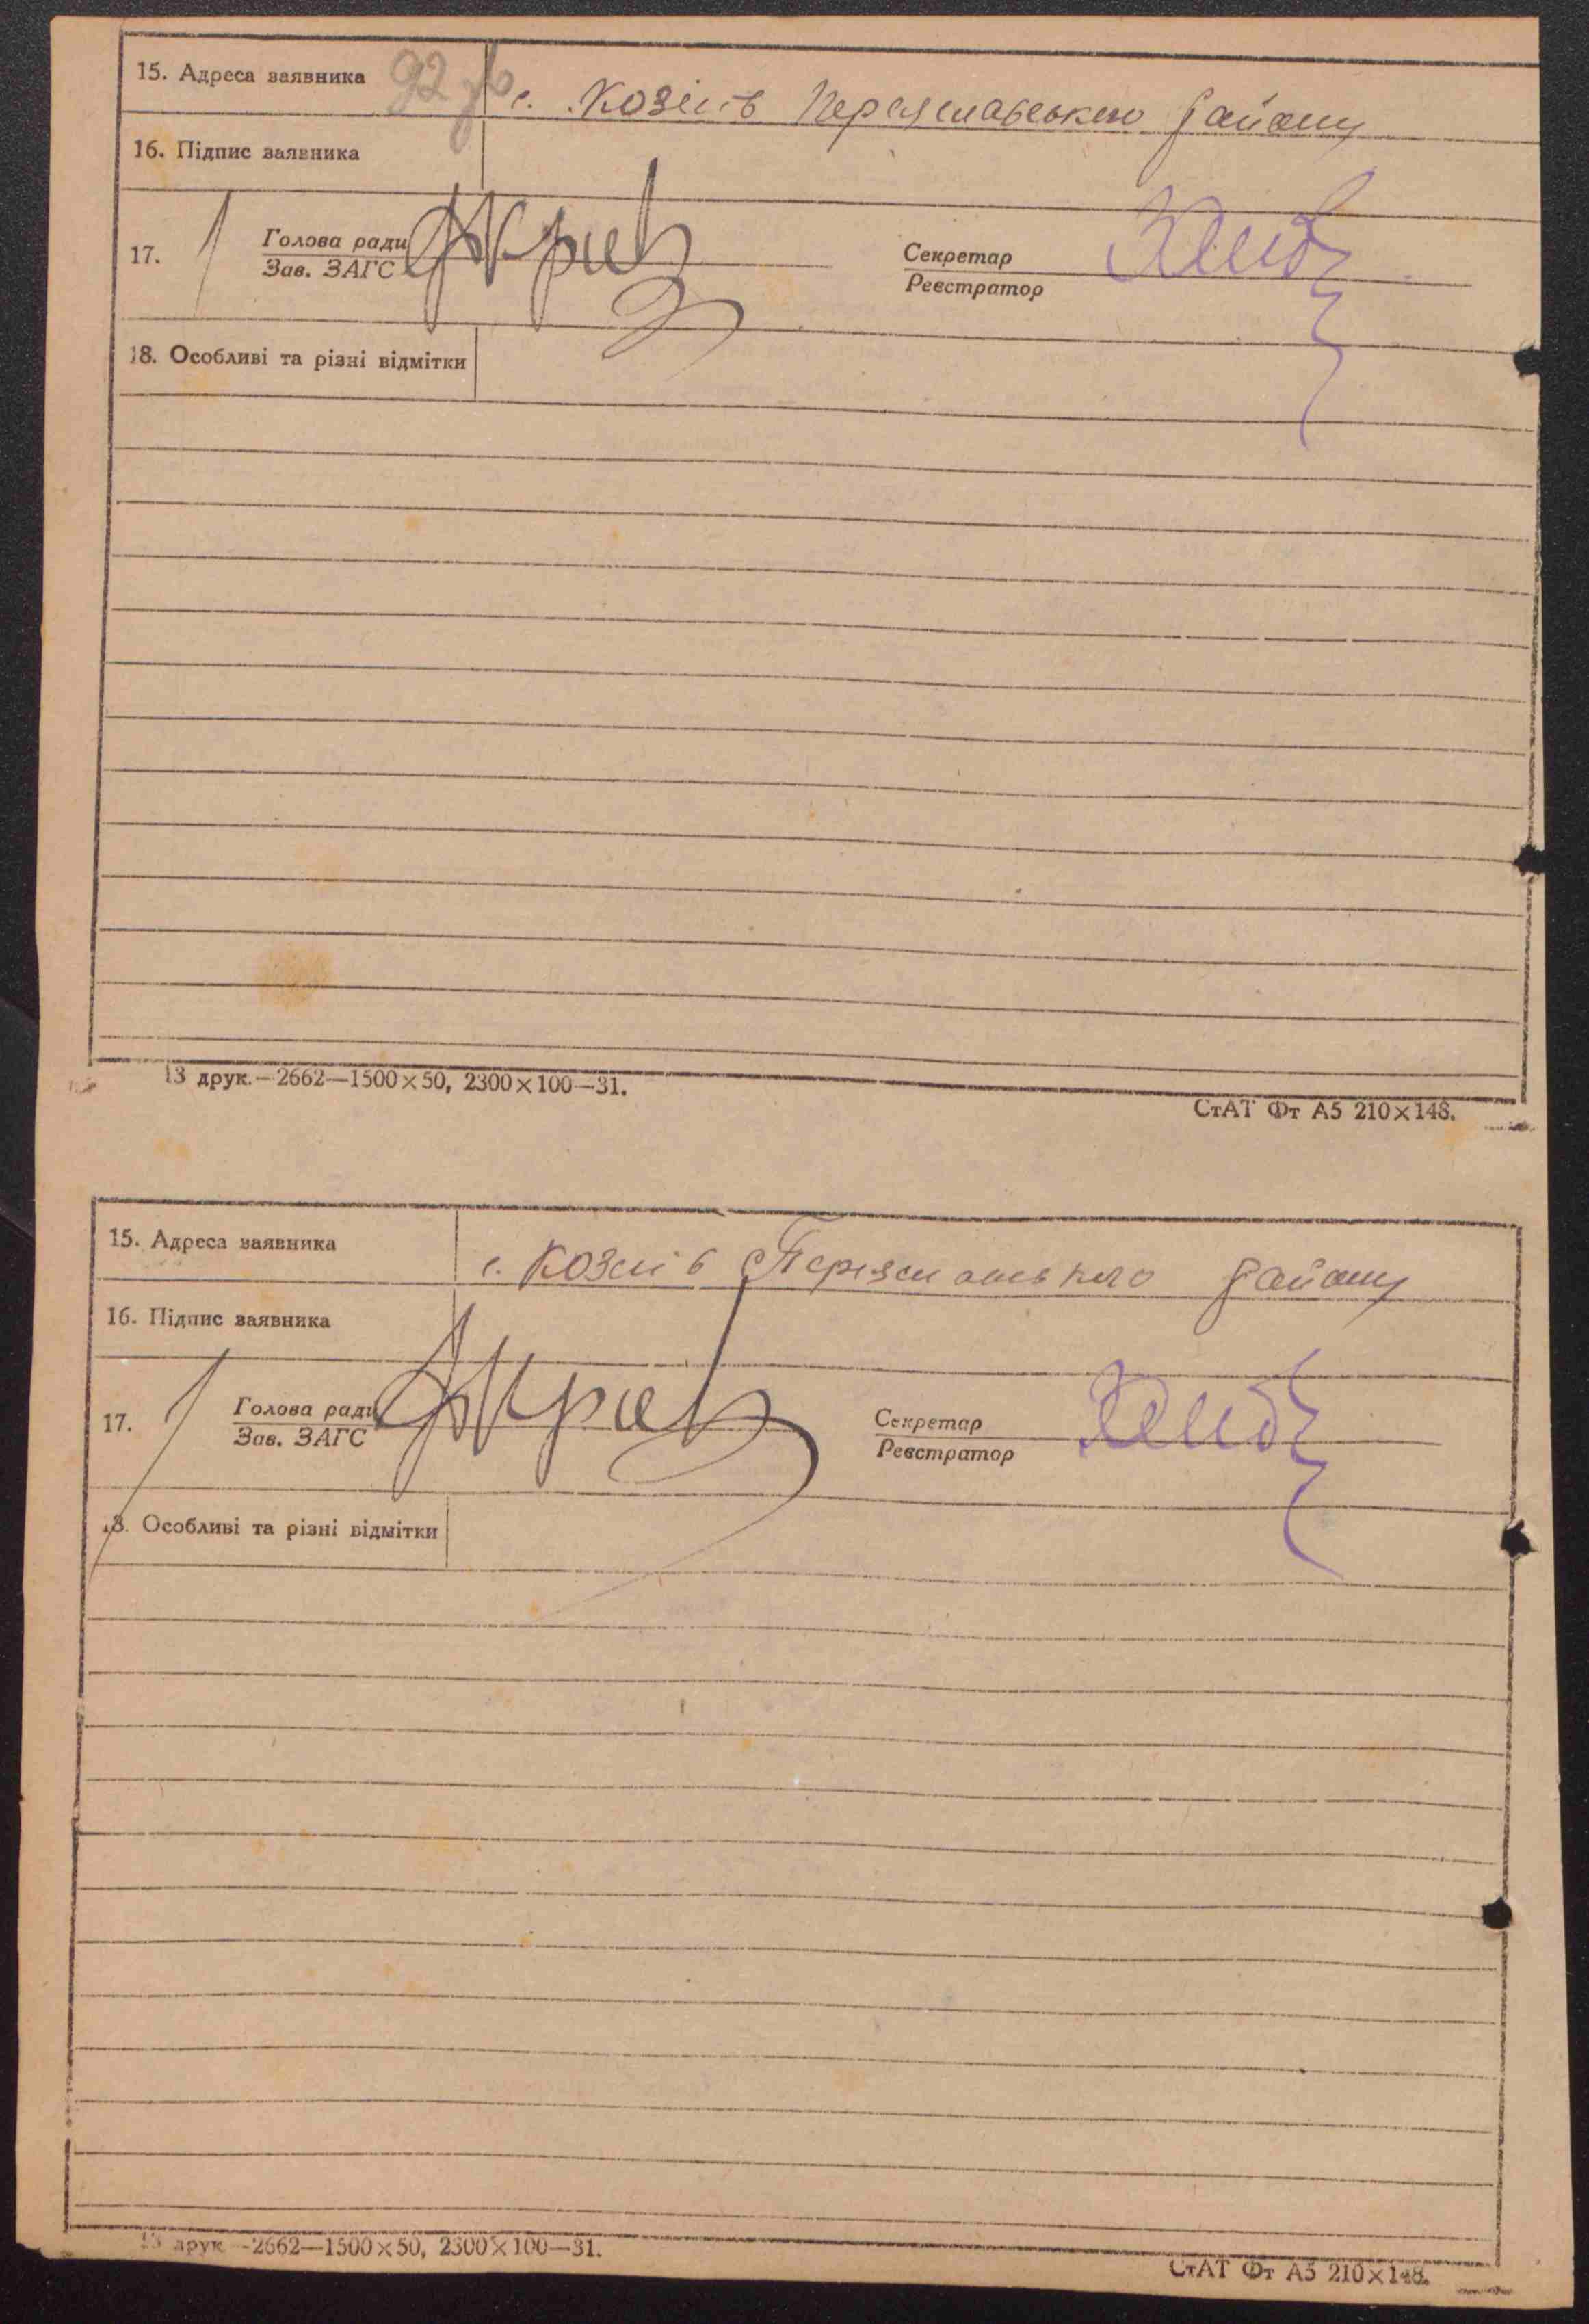 15. Адреса заявника 92 зв с. Козлів Переяславського району
16. Підпис заявника
17. Голова ради
Зав. ЗАГС
Секретар
Реєстратор
18. Особливі та різні відмітки
13 друк.—2662—1500×50, 2300×100—31.
СтАТ Фт А5 210×148.
15. Адреса заявника с. Козлів Переяславського району
16. Підпис заявника
17. Голова ради
Зав. ЗАГС
Секретар
Реєстратор
18. Особливі та різні відмітки
13 друк.—2662—1500×50, 2300×100—31.
СтАТ Фт А5 210×148.